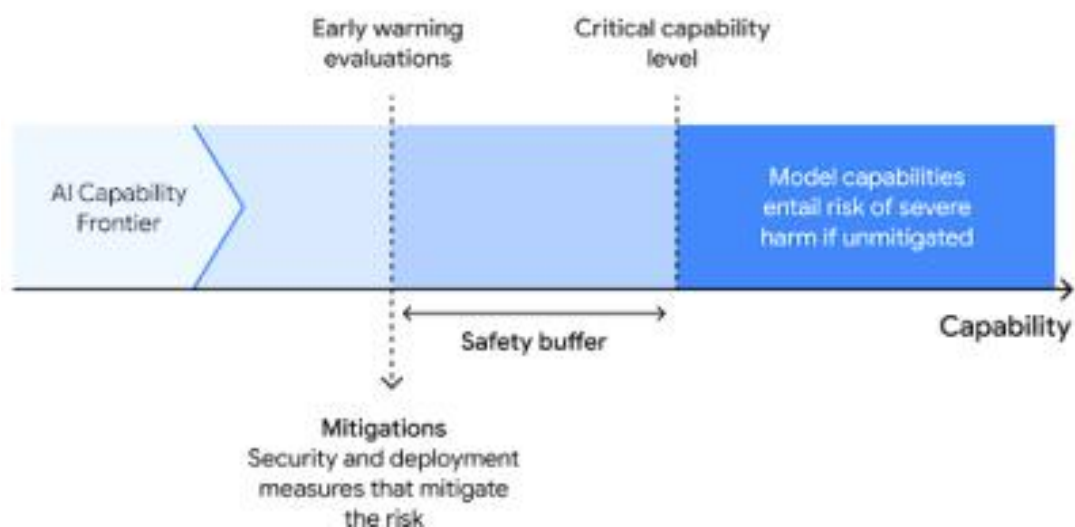 Early warning
evaluations
Critical capability
level
AI Capability
Frontier
Model capabilities
entail risk of severe
harm if unmitigated
Capability
Safety buffer
Mitigations
Security and deployment
measures that mitigate
the risk